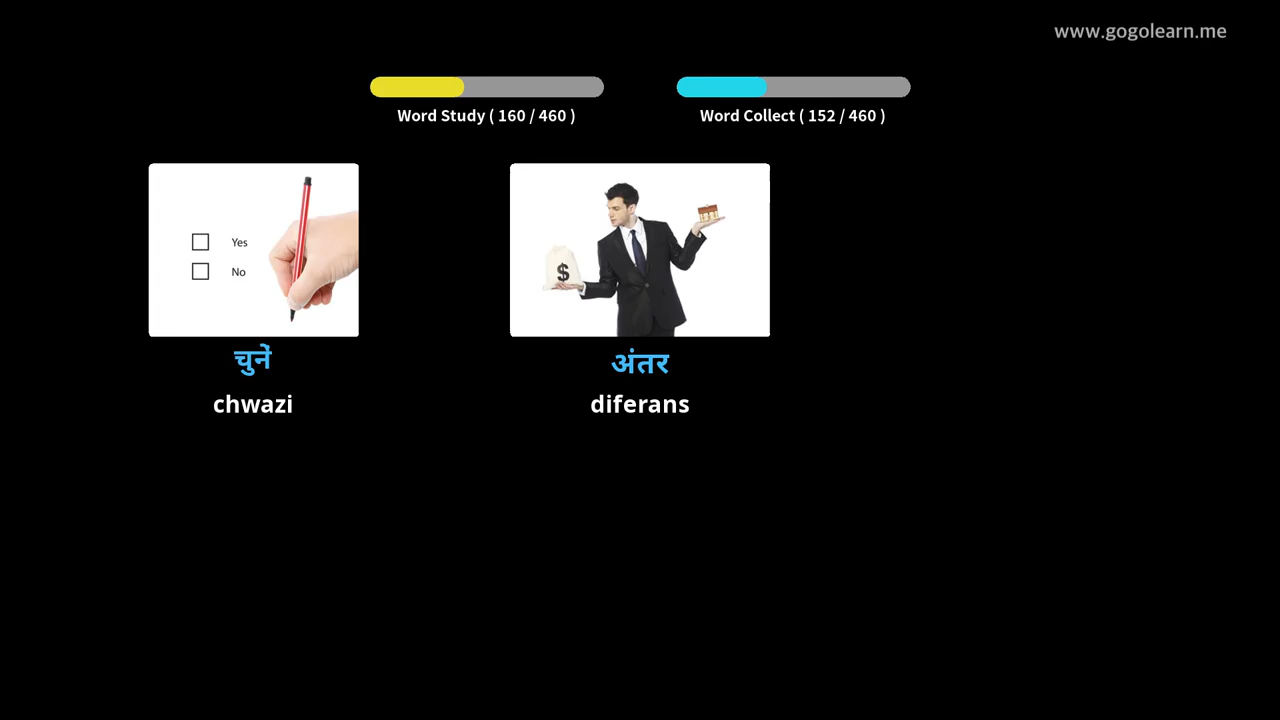 www.gogolearn.me
Word Study ( 160 / 460 )
Word Collect ( 152 / 460 )
Yes
No
$
चुनें
chwazi
अंतर
diferans